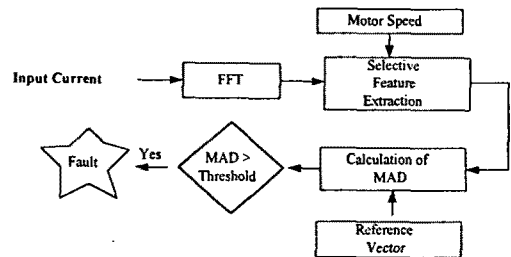 Motor Speed
Input Current
FFT
Selective
Feature
Extraction
Fault
Yes
MAD >
Threshold
Calculation of
MAD
Reference
Vector